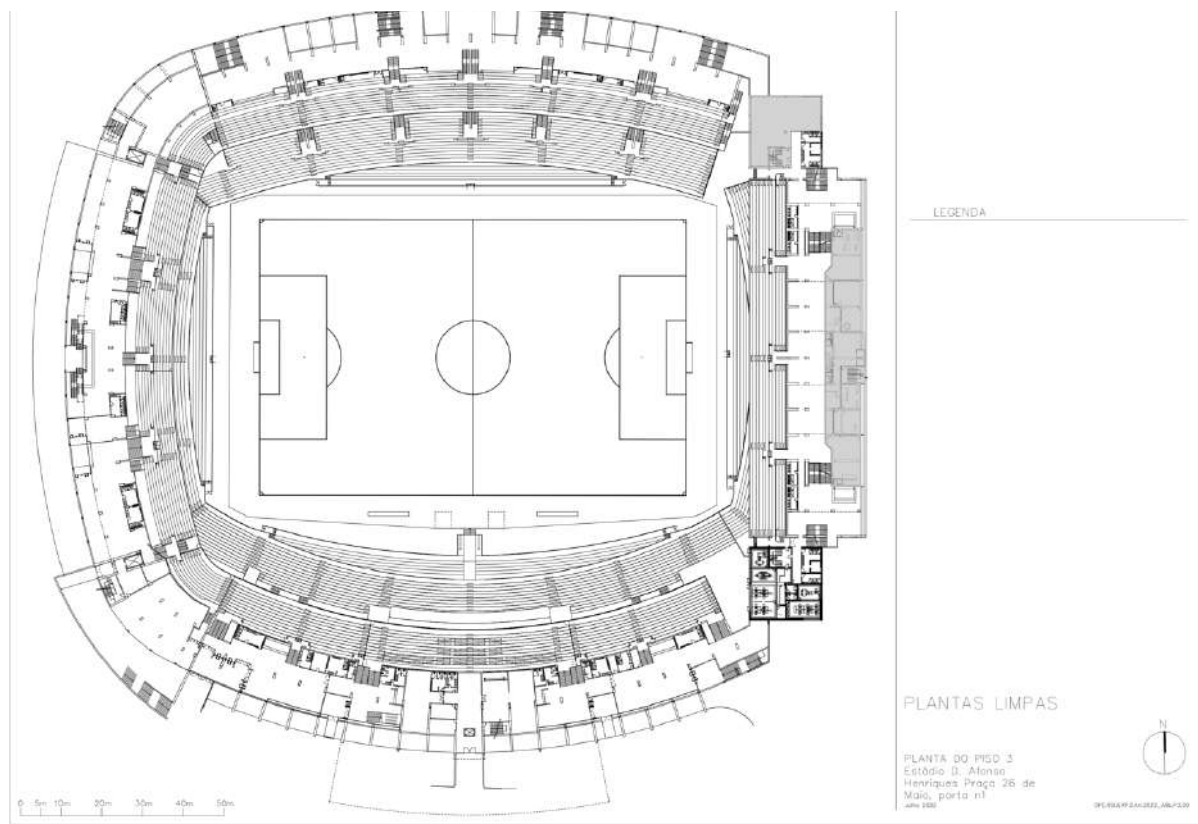 LEGENDA
PLANTAS LIMPAS
N
PLANTA DO PISO 3
Estádio D. Afonso
Henriques Praça 26 de
Maio, porta nº1
0 5m 10m 20m 30m 40m 50m